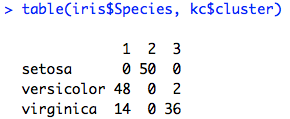 > table(iris$Species, kc$cluster)
1 2 3
setosa 0 50 0
versicolor 48 0 2
virginica 14 0 36